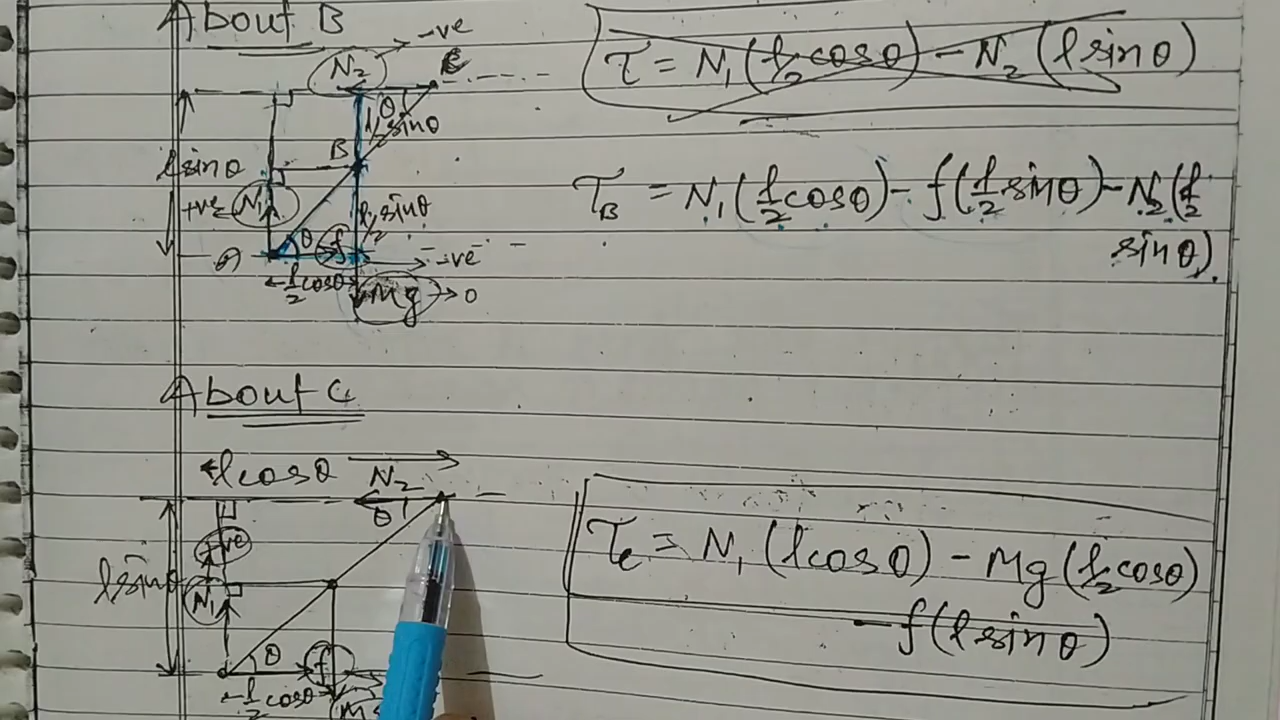 About B
τ = N₁(l/2 cosθ) - N₂(l sinθ)
N₂ -ve
C
θ
l/2 sinθ
B
l sinθ
+ve N₁
l/2 sinθ
A θ f -ve
l/2 cosθ Mg → 0
τ_B = N₁(l/2 cosθ) - f(l/2 sinθ) - N₂(l/2
sinθ)
About C
l cosθ
N₂
θ
+ve
l sinθ
N₁
θ f
l/2 cosθ
τ_C = N₁(l cosθ) - Mg(l/2 cosθ)
- f(l sinθ)